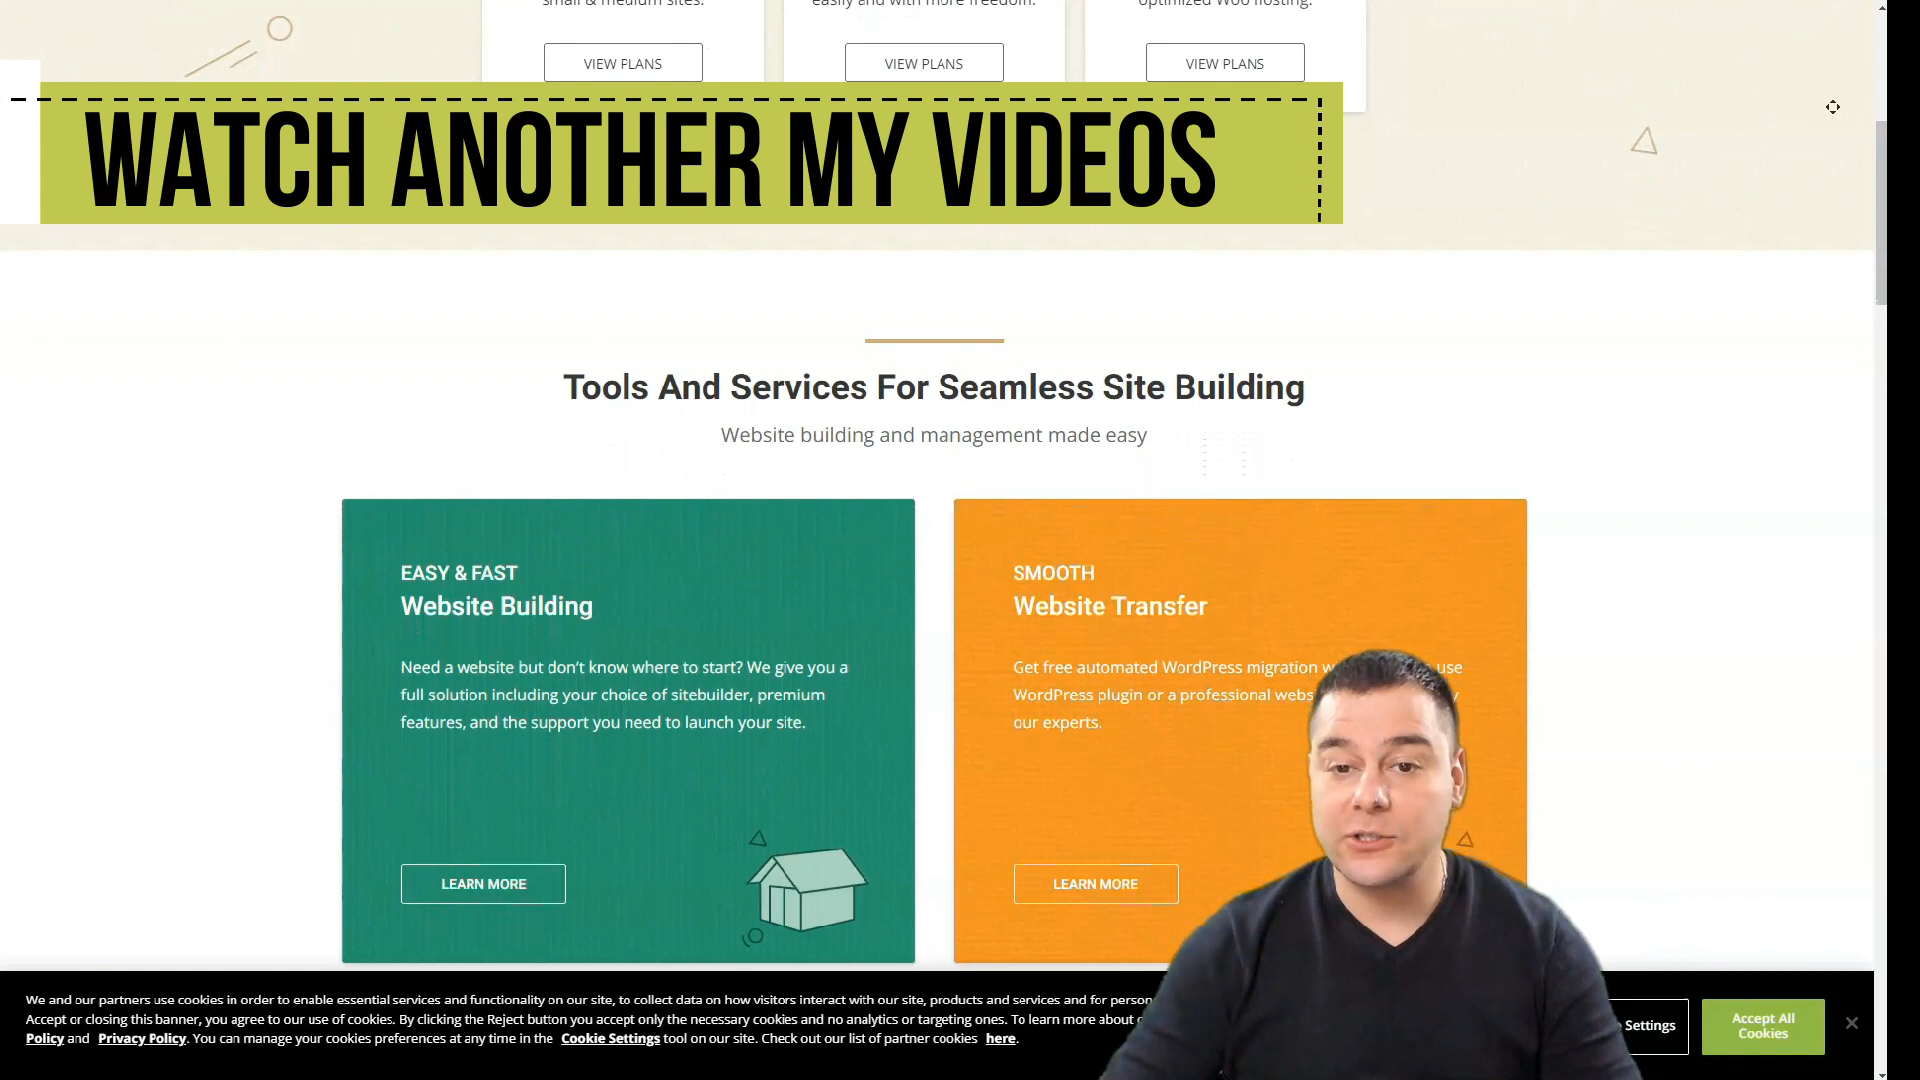 small & medium sites.
easily and with more freedom.
optimized Woo hosting.
VIEW PLANS
VIEW PLANS
VIEW PLANS
WATCH ANOTHER MY VIDEOS
Tools And Services For Seamless Site Building
Website building and management made easy
EASY & FAST
Website Building
Need a website but don't know where to start? We give you a
full solution including your choice of sitebuilder, premium
features, and the support you need to launch your site.
LEARN MORE
SMOOTH
Website Transfer
Get free automated WordPress migration use
WordPress plugin or a professional
our experts.
LEARN MORE
We and our partners use cookies in order to enable essential services and functionality on our site, to collect data on how visitors interact with our site, products and services and for
Accept or closing this banner, you agree to our use of cookies. By clicking the Reject button you accept only the necessary cookies and no analytics or targeting ones. To learn more about
Policy and Privacy Policy. You can manage your cookies preferences at any time in the Cookie Settings tool on our site. Check out our list of partner cookies here.
Settings
Accept All
Cookies